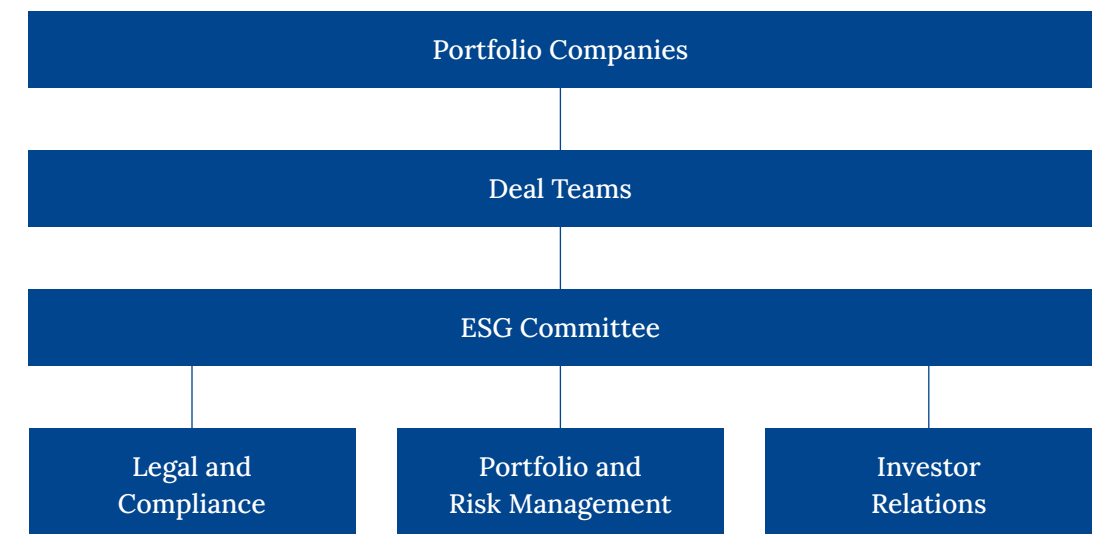 Portfolio Companies
Deal Teams
ESG Committee
Legal and
Compliance
Portfolio and
Risk Management
Investor
Relations